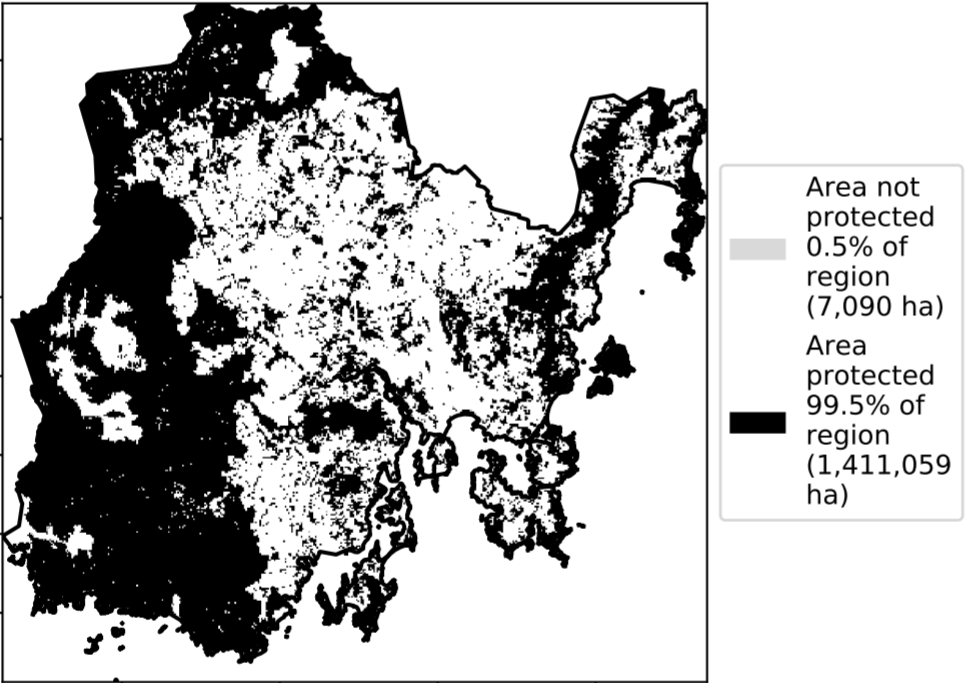 Area not
protected
0.5% of
region
(7,090 ha)
Area
protected
99.5% of
region
(1,411,059
ha)